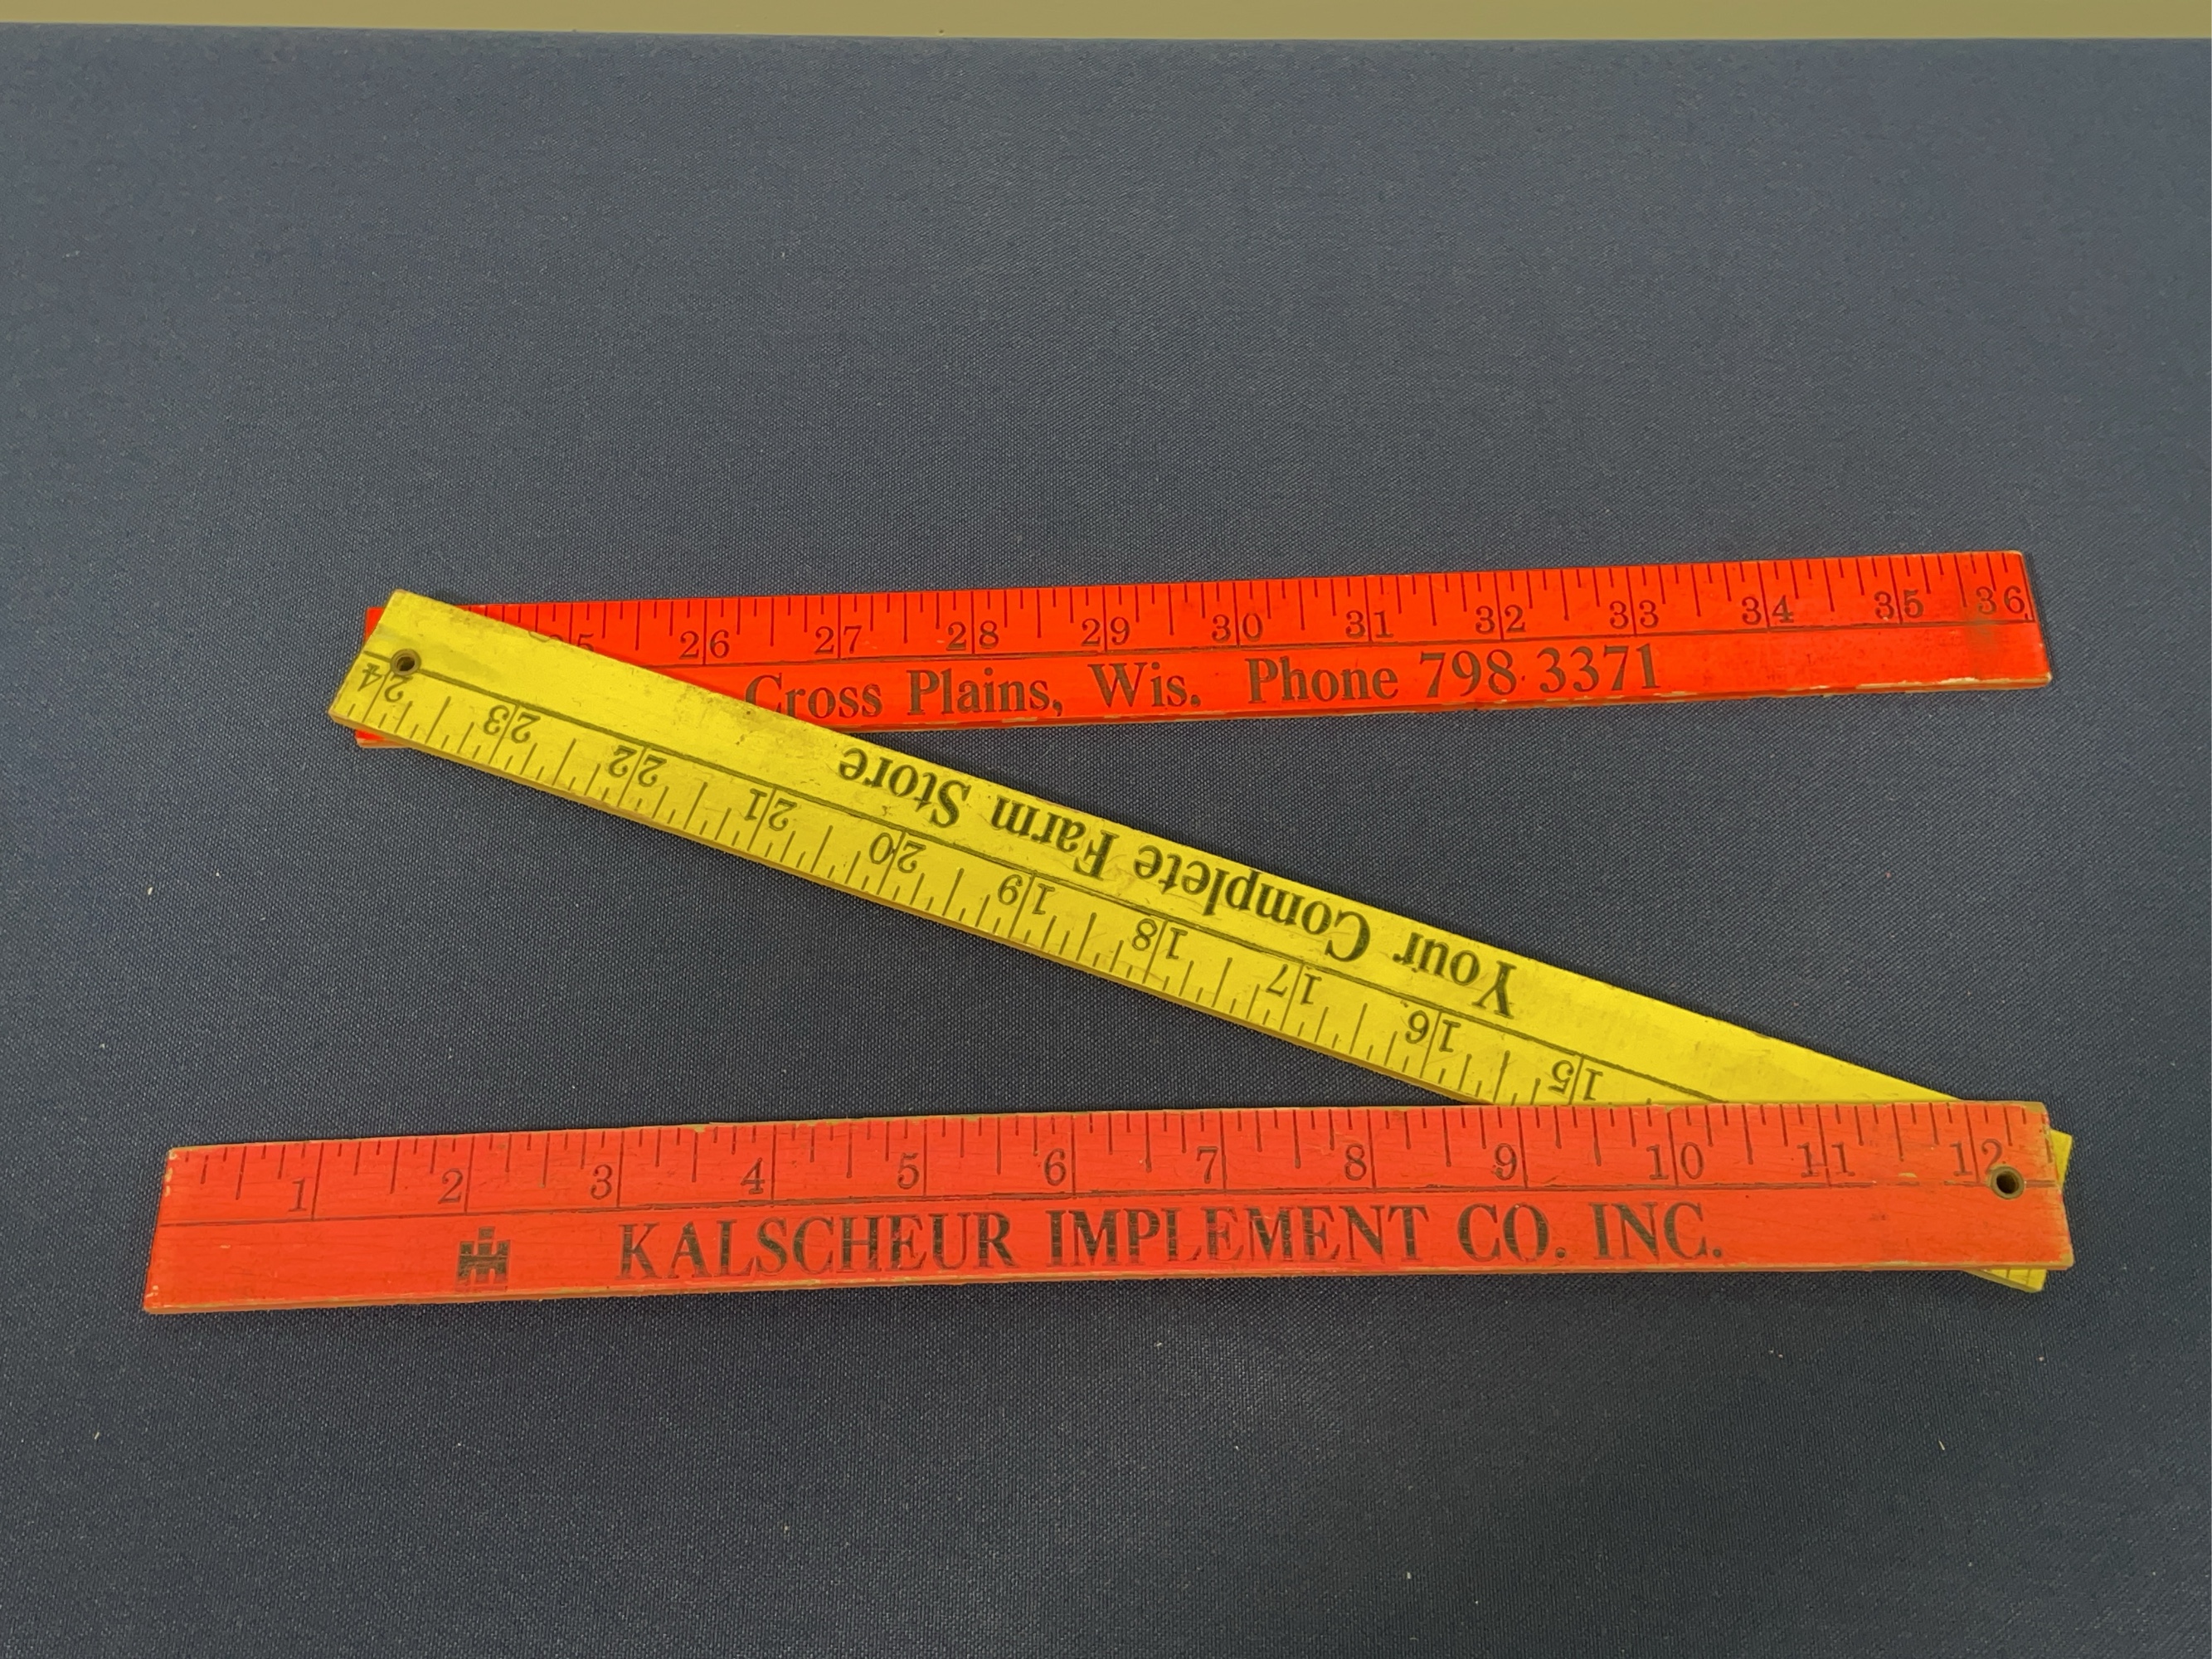 26 27 28 29 30 31 32 33 34 35 36
Cross Plains, Wis. Phone 798-3371
Your Complete Farm Store
15 16 17 18 19 20 21 22 23 24
1 2 3 4 5 6 7 8 9 10 11 12
KALSCHEUR IMPLEMENT CO. INC.